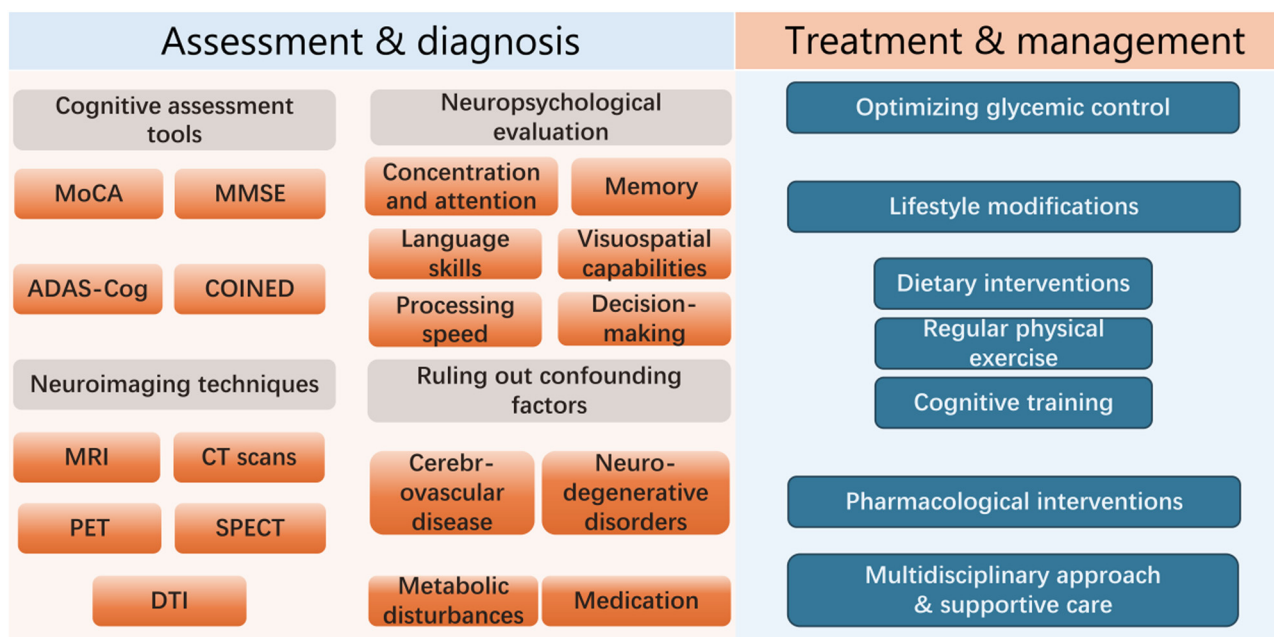 Assessment & diagnosis
Cognitive assessment
tools
MoCA
MMSE
ADAS-Cog
COINED
Neuroimaging techniques
MRI
CT scans
PET
SPECT
DTI
Neuropsychological
evaluation
Concentration
and attention
Memory
Language
skills
Visuospatial
capabilities
Processing
speed
Decision-
making
Ruling out confounding
factors
Cerebr-
ovascular
disease
Neuro-
degenerative
disorders
Metabolic
disturbances
Medication
Treatment & management
Optimizing glycemic control
Lifestyle modifications
Dietary interventions
Regular physical
exercise
Cognitive training
Pharmacological interventions
Multidisciplinary approach
& supportive care